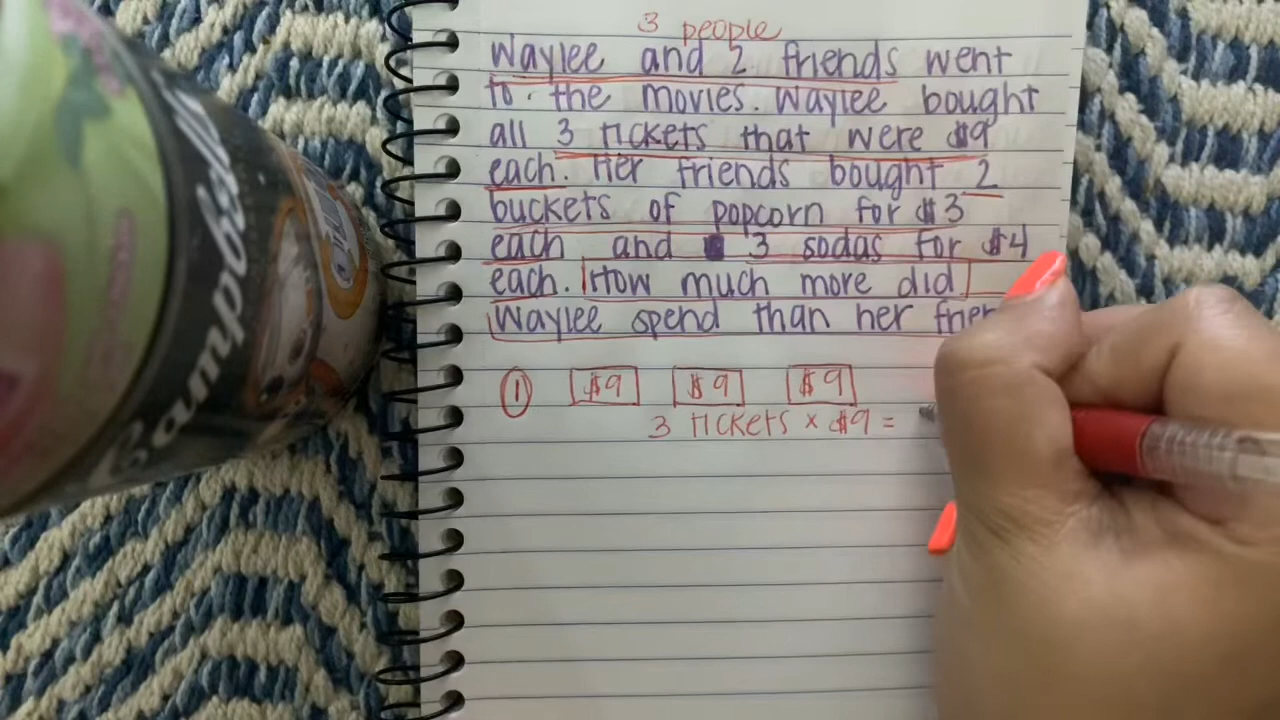 3 people
Waylee and 2 friends went
to the movies. Waylee bought
all 3 tickets that were $9
each. Her friends bought 2
buckets of popcorn for $3
each and 3 sodas for $4
each. How much more did
Waylee spend than her
1 $9 $9 $9
3 tickets x $9 =